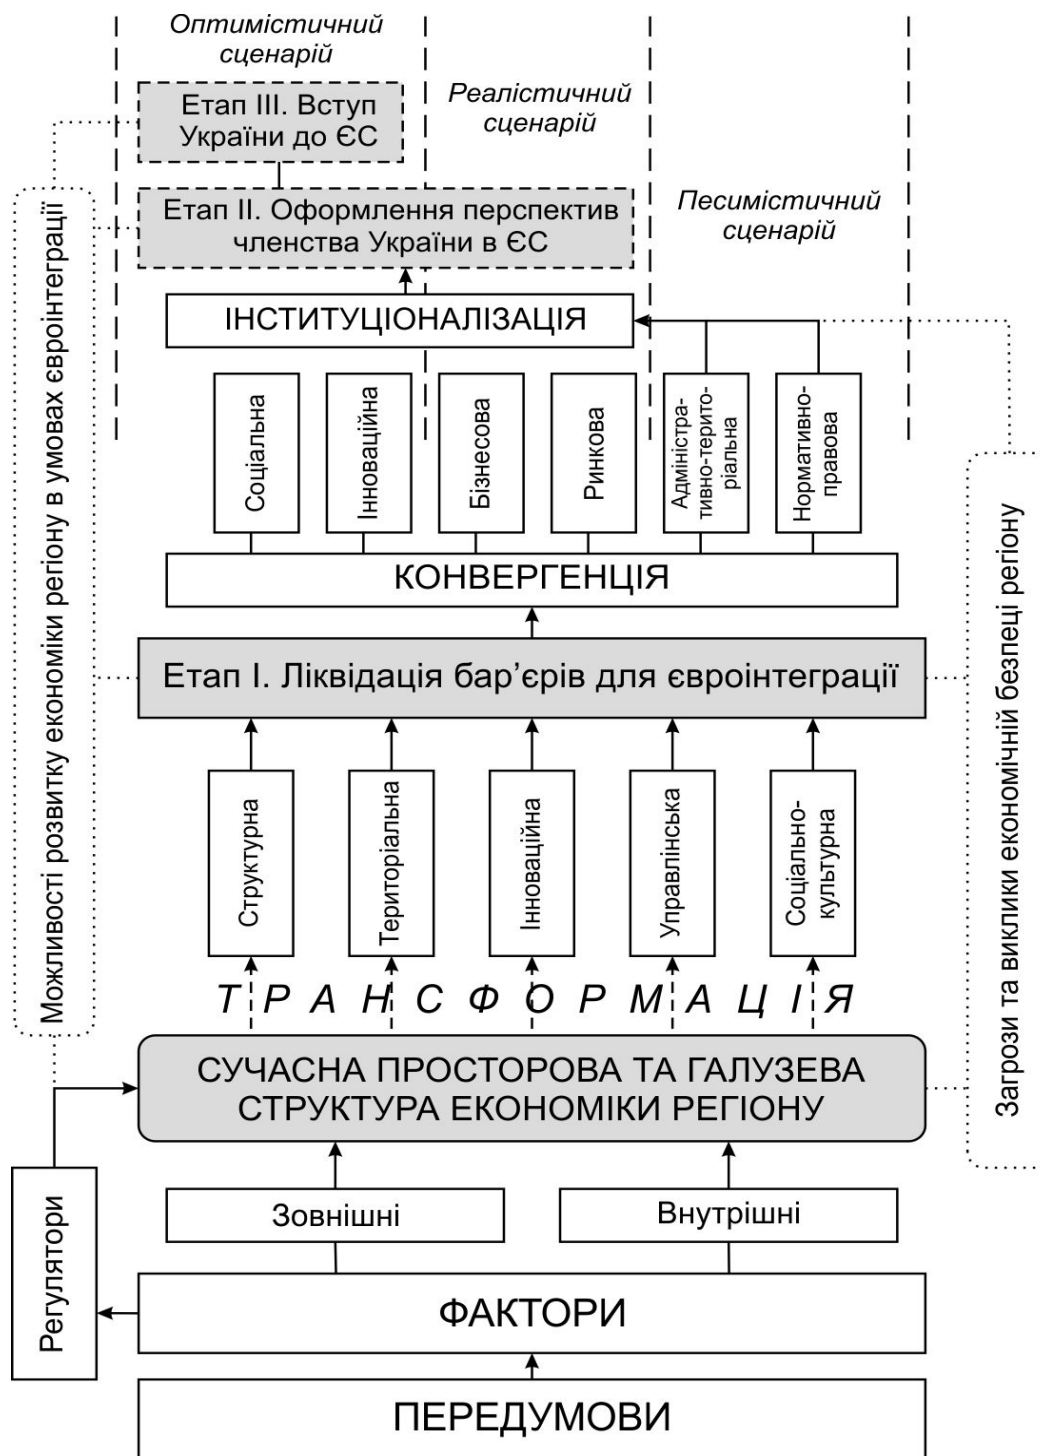 Оптимістичний
сценарій
Реалістичний
сценарій
Песимістичний
сценарій
Етап III. Вступ
України до ЄС
Етап II. Оформлення перспектив
членства України в ЄС
ІНСТИТУЦІОНАЛІЗАЦІЯ
Соціальна
Інноваційна
Бізнесова
Ринкова
Адміністра-
тивно-терито-
ріальна
Нормативно-
правова
КОНВЕРГЕНЦІЯ
Етап I. Ліквідація бар’єрів для євроінтеграції
Структурна
Територіальна
Інноваційна
Управлінська
Соціально-
культурна
ТРАНСФОРМАЦІЯ
СУЧАСНА ПРОСТОРОВА ТА ГАЛУЗЕВА
СТРУКТУРА ЕКОНОМІКИ РЕГІОНУ
Зовнішні
Внутрішні
ФАКТОРИ
ПЕРЕДУМОВИ
Регулятори
Можливості розвитку економіки регіону в умовах євроінтеграції
Загрози та виклики економічній безпеці регіону